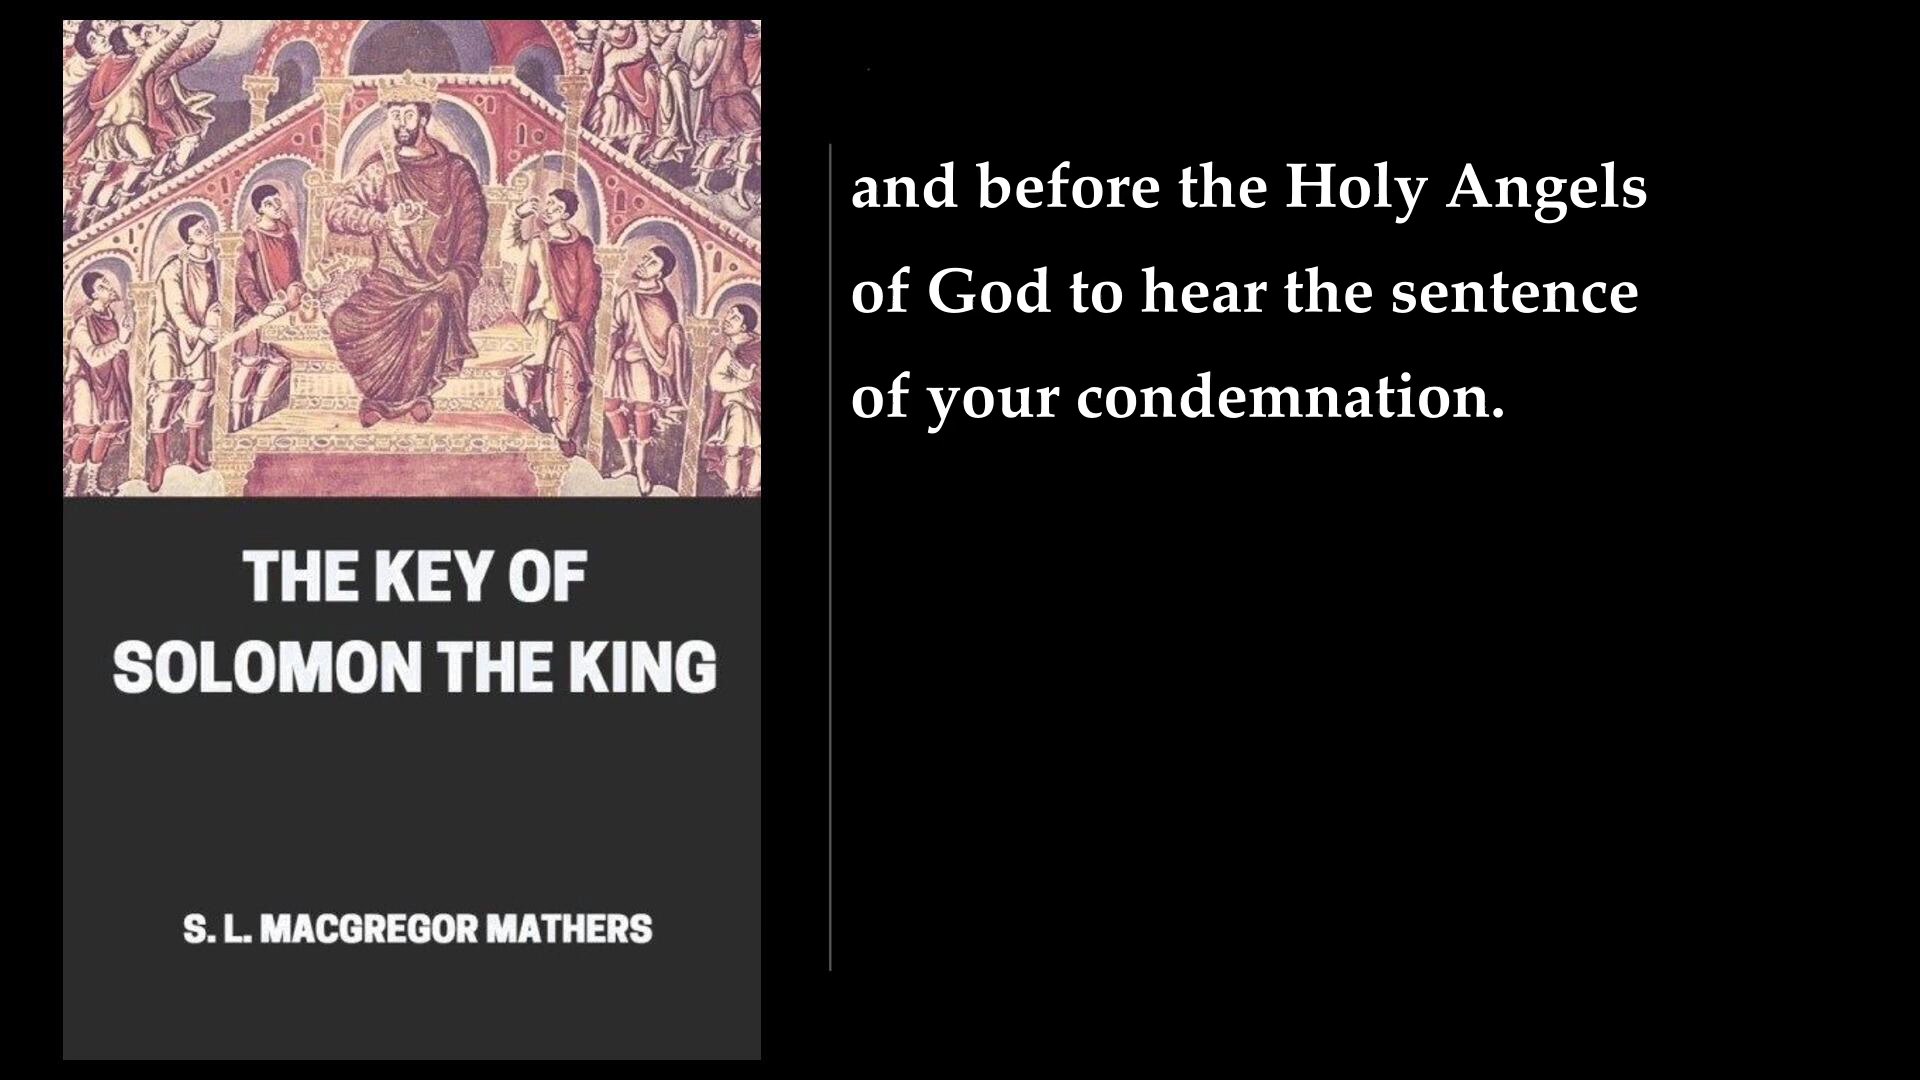 THE KEY OF
SOLOMON THE KING
S. L. MACGREGOR MATHERS
and before the Holy Angels
of God to hear the sentence
of your condemnation.